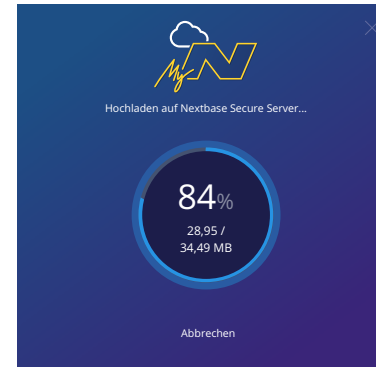 My N
Hochladen auf Nextbase Secure Server...
84%
28,95 /
34,49 MB
Abbrechen